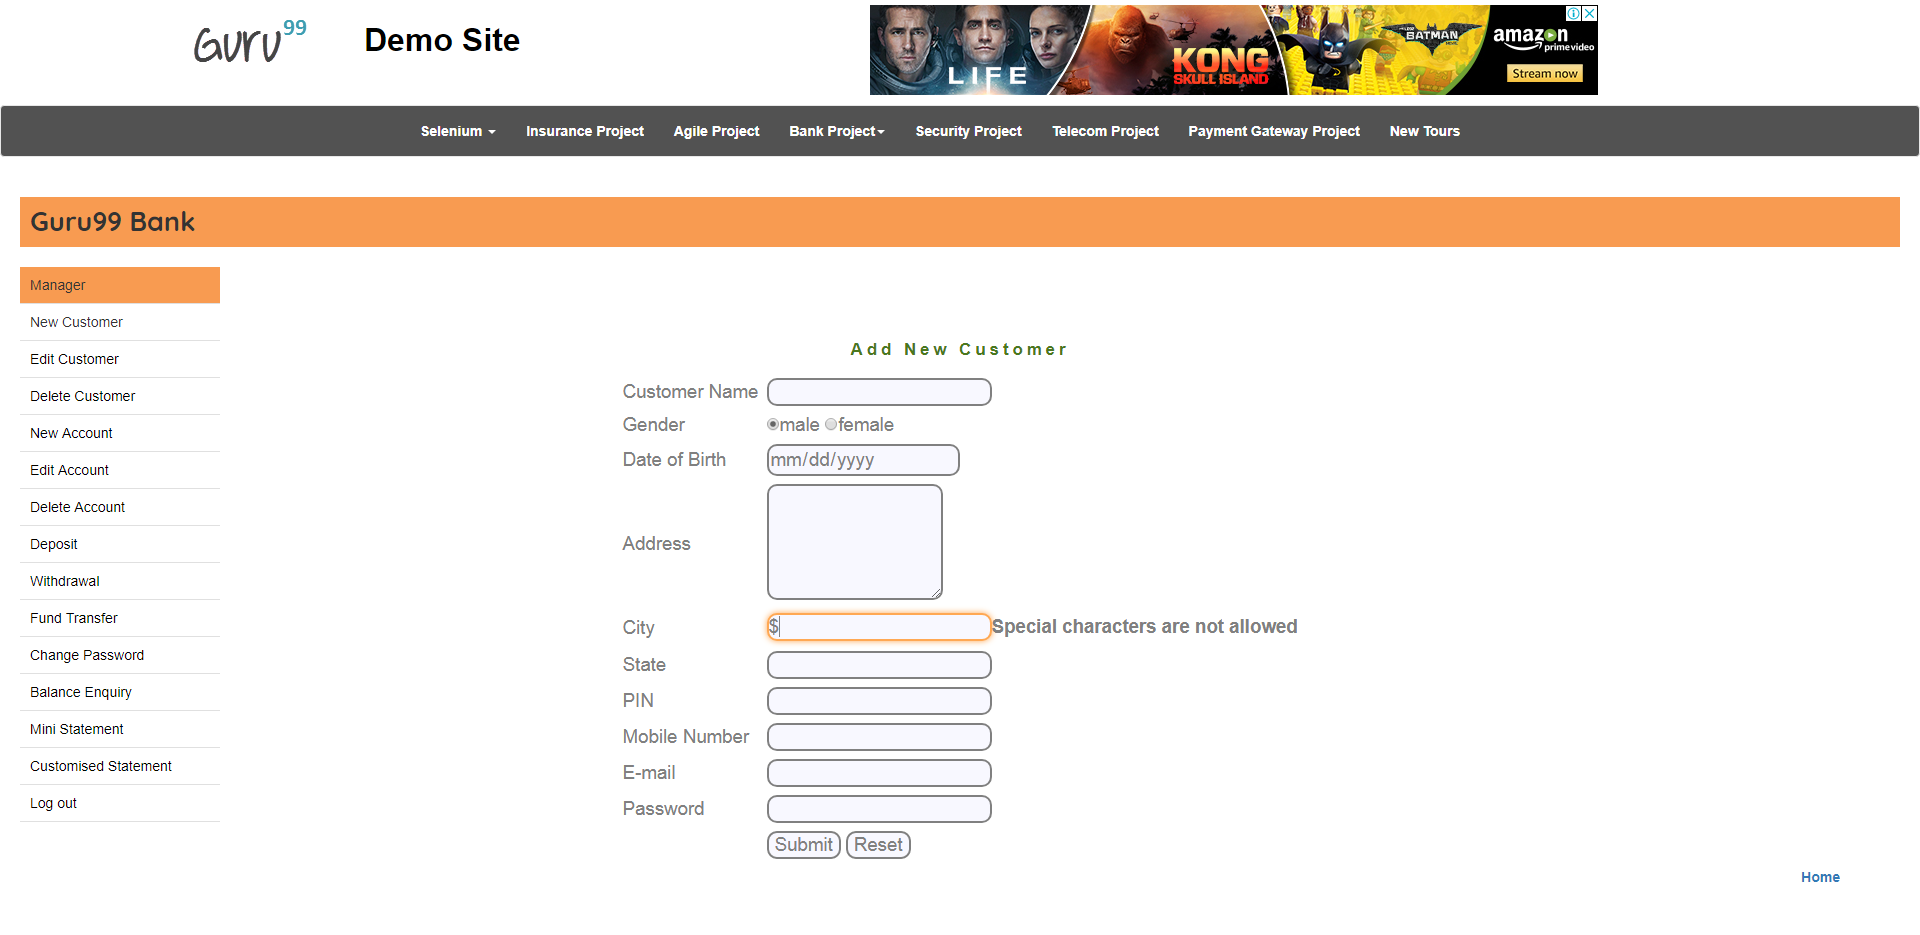 Guru99
Demo Site
LIFE
KONG
SKULL ISLAND
BATMAN
amazon
prime video
Stream now
Selenium
Insurance Project
Agile Project
Bank Project
Security Project
Telecom Project
Payment Gateway Project
New Tours
Guru99 Bank
Manager
New Customer
Edit Customer
Delete Customer
New Account
Edit Account
Delete Account
Deposit
Withdrawal
Fund Transfer
Change Password
Balance Enquiry
Mini Statement
Customised Statement
Log out
Add New Customer
Customer Name
Gender male female
Date of Birth mm/dd/yyyy
Address
City $ Special characters are not allowed
State
PIN
Mobile Number
E-mail
Password
Submit Reset
Home